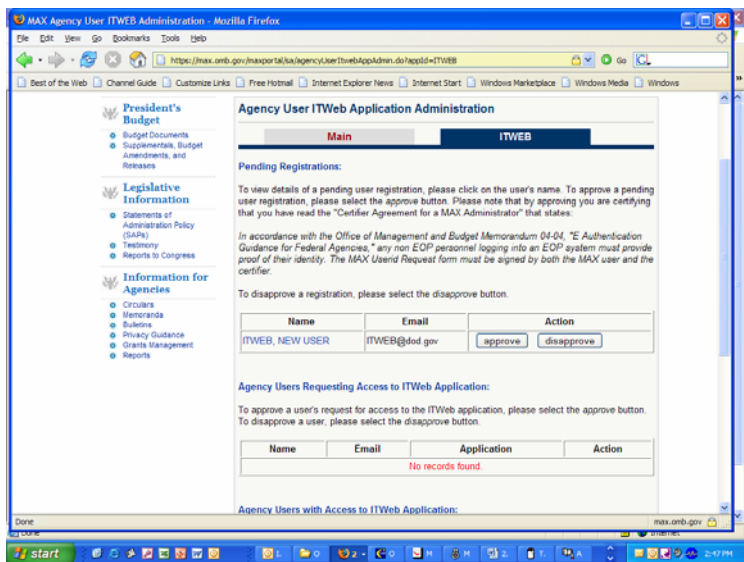 MAX Agency User ITWEB Administration - Mozilla Firefox
File Edit View Go Bookmarks Tools Help
https://max.omb.gov/maxportal/sa/agencyUserItwebAppAdmin.do?appId=ITWEB
Go
Best of the Web Channel Guide Customize Links Free Hotmail Internet Explorer News Internet Start Windows Marketplace Windows Media Windows
President's
Budget
Budget Documents
Supplementals, Budget
Amendments, and
Releases
Legislative
Information
Statements of
Administration Policy
(SAPs)
Testimony
Reports to Congress
Information for
Agencies
Circulars
Memoranda
Bulletins
Privacy Guidance
Grants Management
Reports
Agency User ITWeb Application Administration
Main ITWEB
Pending Registrations:
To view details of a pending user registration, please click on the user's name. To approve a pending
user registration, please select the approve button. Please note that by approving you are certifying
that you have read the "Certifier Agreement for a MAX Administrator" that states:
In accordance with the Office of Management and Budget Memorandum 04-04, "E Authentication
Guidance for Federal Agencies," any non EOP personnel logging into an EOP system must provide
proof of their identity. The MAX Userid Request form must be signed by both the MAX user and the
certifier.
To disapprove a registration, please select the disapprove button.
Name Email Action
ITWEB, NEW USER ITWEB@dod.gov approve disapprove
Agency Users Requesting Access to ITWeb Application:
To approve a user's request for access to the ITWeb application, please select the approve button.
To disapprove a user, please select the disapprove button.
Name Email Application Action
No records found.
Agency Users with Access to ITWeb Application:
Done max.omb.gov
start 2:47 PM